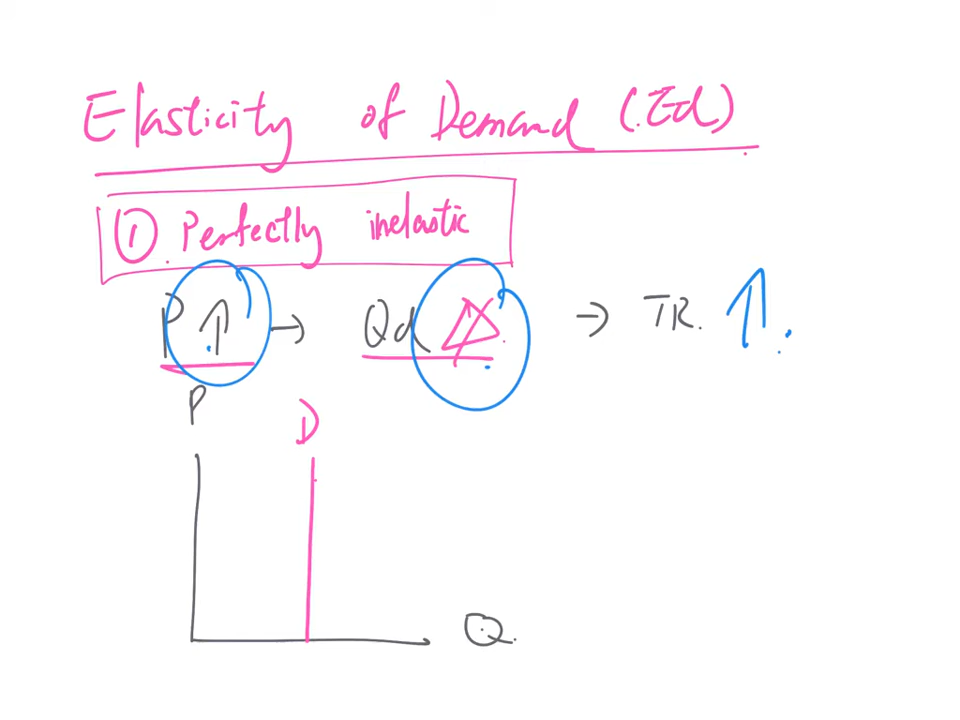 Elasticity of Demand (Ed)
① Perfectly inelastic
P ↑ → Qd △ → TR. ↑.
P
D
Q.